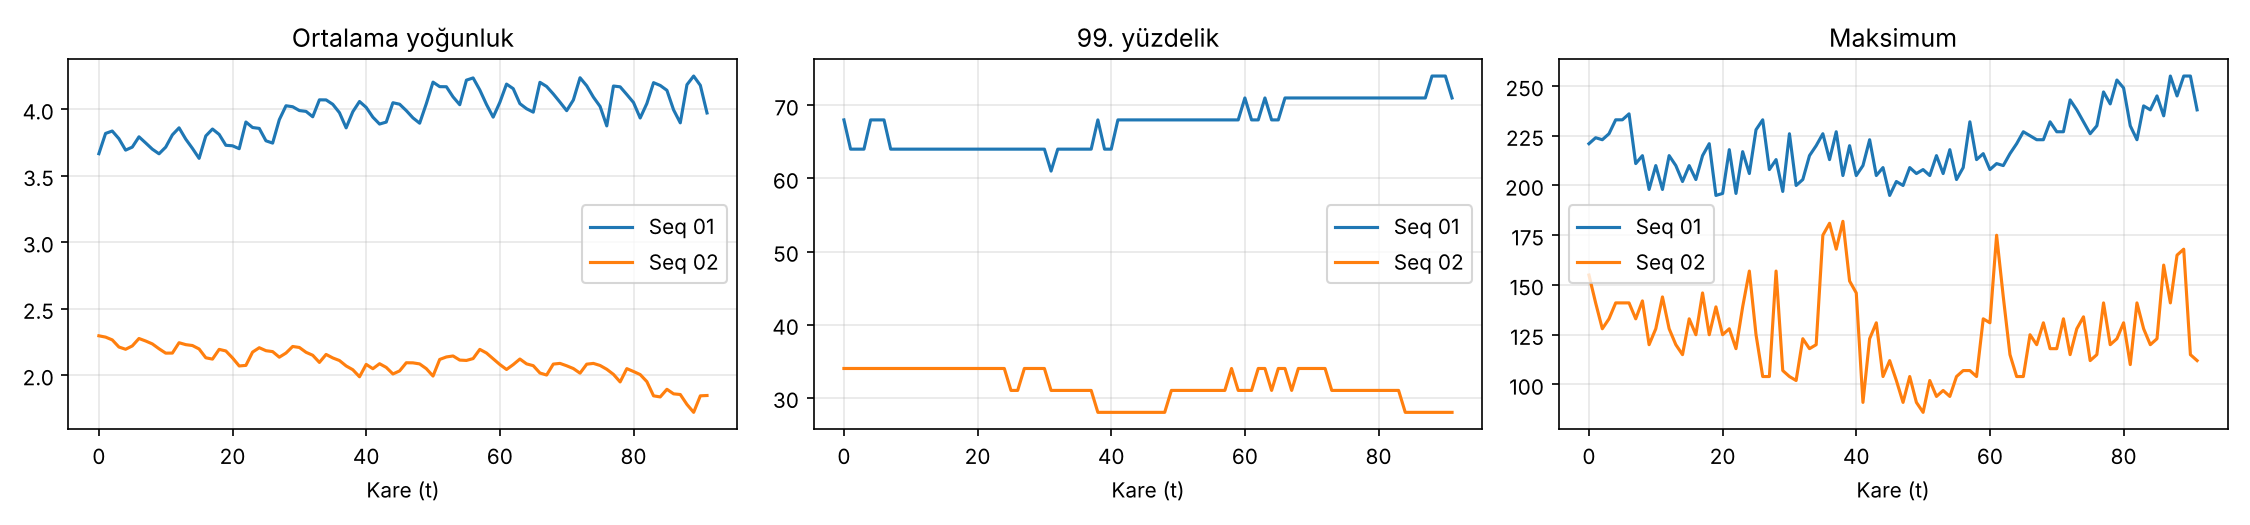 Ortalama yoğunluk
4.0
3.5
3.0
2.5
2.0
Seq 01
Seq 02
0 20 40 60 80
Kare (t)
99. yüzdelik
70
60
50
40
30
Seq 01
Seq 02
0 20 40 60 80
Kare (t)
Maksimum
250
225
200
175
150
125
100
Seq 01
Seq 02
0 20 40 60 80
Kare (t)